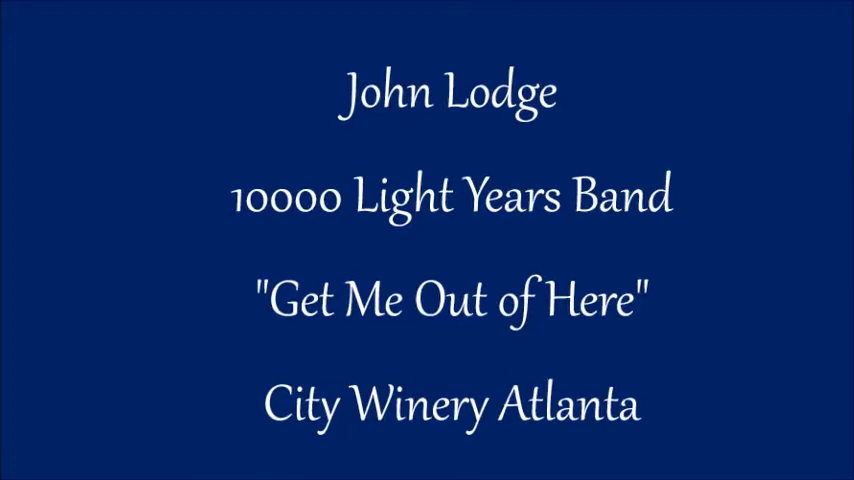 John Lodge
10000 Light Years Band
"Get Me Out of Here"
City Winery Atlanta